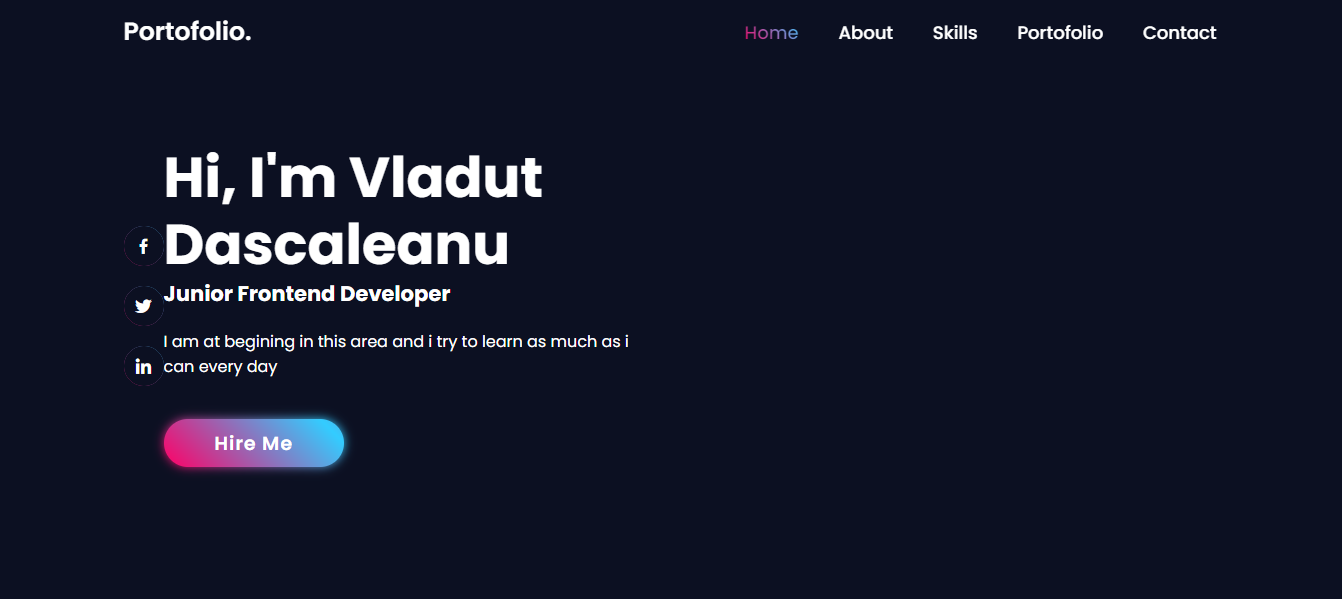 Portofolio.
Home About Skills Portofolio Contact
Hi, I'm Vladut
Dascaleanu
Junior Frontend Developer
I am at begining in this area and i try to learn as much as i
can every day
Hire Me